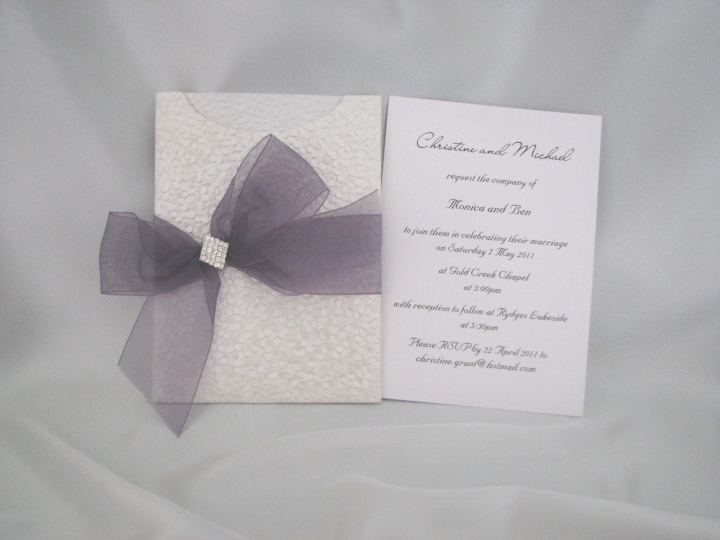 Christine and Michael
request the company of
Monica and Ben
to join them in celebrating their marriage
on Saturday 7 May 2011
at Gold Creek Chapel
at 3:00pm
with reception to follow at Rydges Lakeside
at 5:30pm
Please RSVP by 22 April 2011 to
christine.grant@hotmail.com